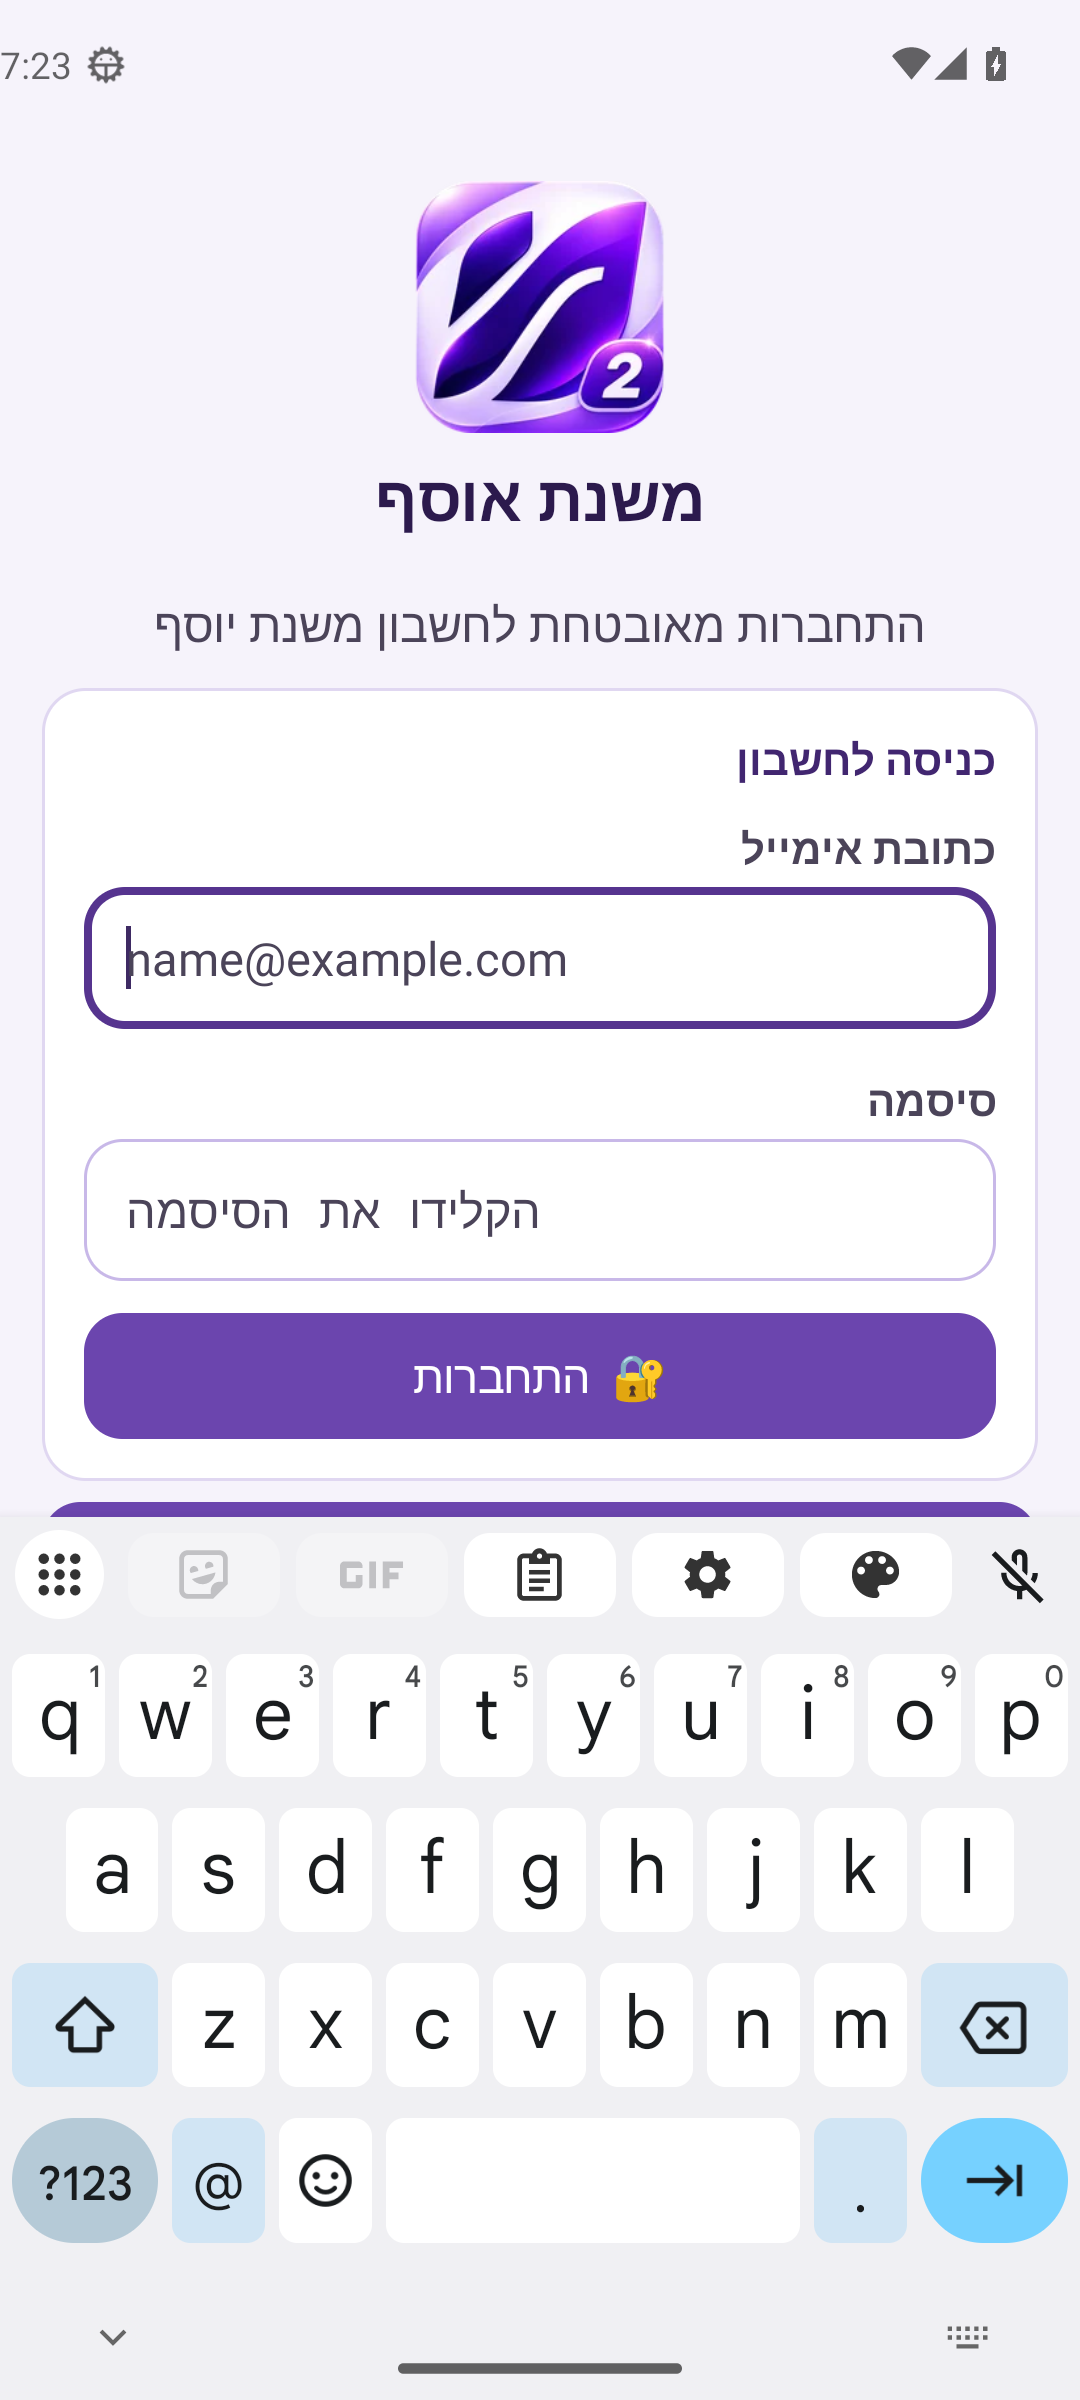 7:23
2
משנת אוסף
התחברות מאובטחת לחשבון משנת יוסף
כניסה לחשבון
כתובת אימייל
name@example.com
סיסמה
הקלידו את הסיסמה
🔐 התחברות
GIF
q 1 w 2 e 3 r 4 t 5 y 6 u 7 i 8 o 9 p 0
a s d f g h j k l
z x c v b n m
?123 @ .